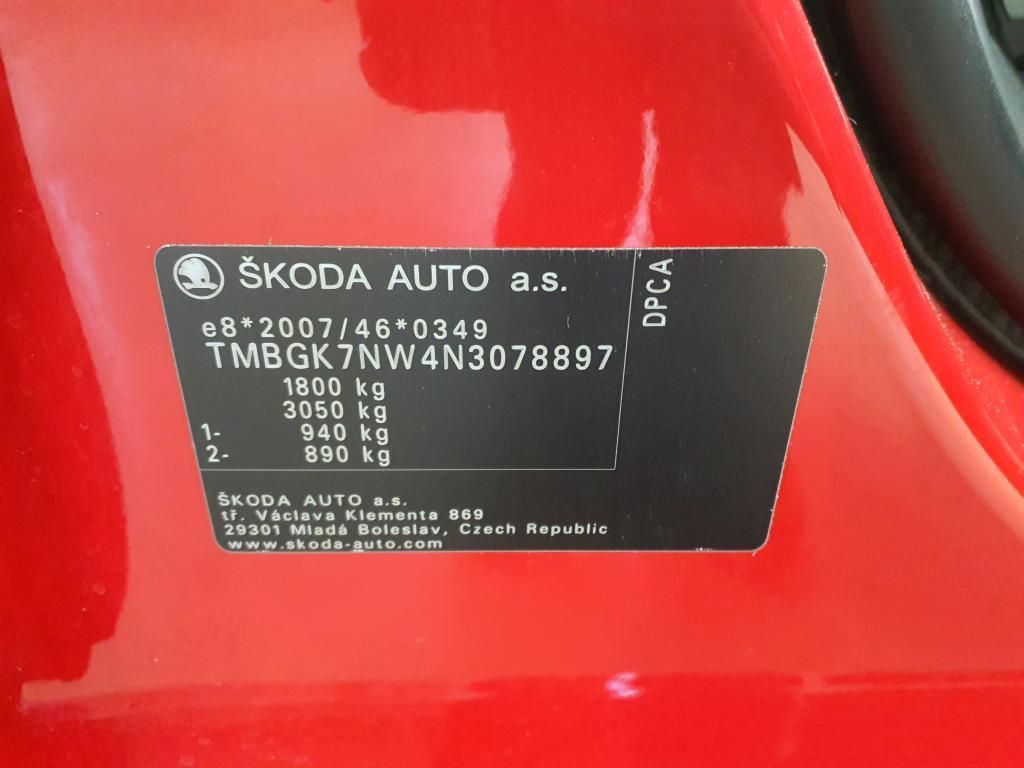 ŠKODA AUTO a.s.
e8*2007/46*0349
TMBGK7NW4N3078897
1800 kg
3050 kg
1- 940 kg
2- 890 kg
DPCA
ŠKODA AUTO a.s.
tř. Václava Klementa 869
29301 Mladá Boleslav, Czech Republic
www.skoda-auto.com